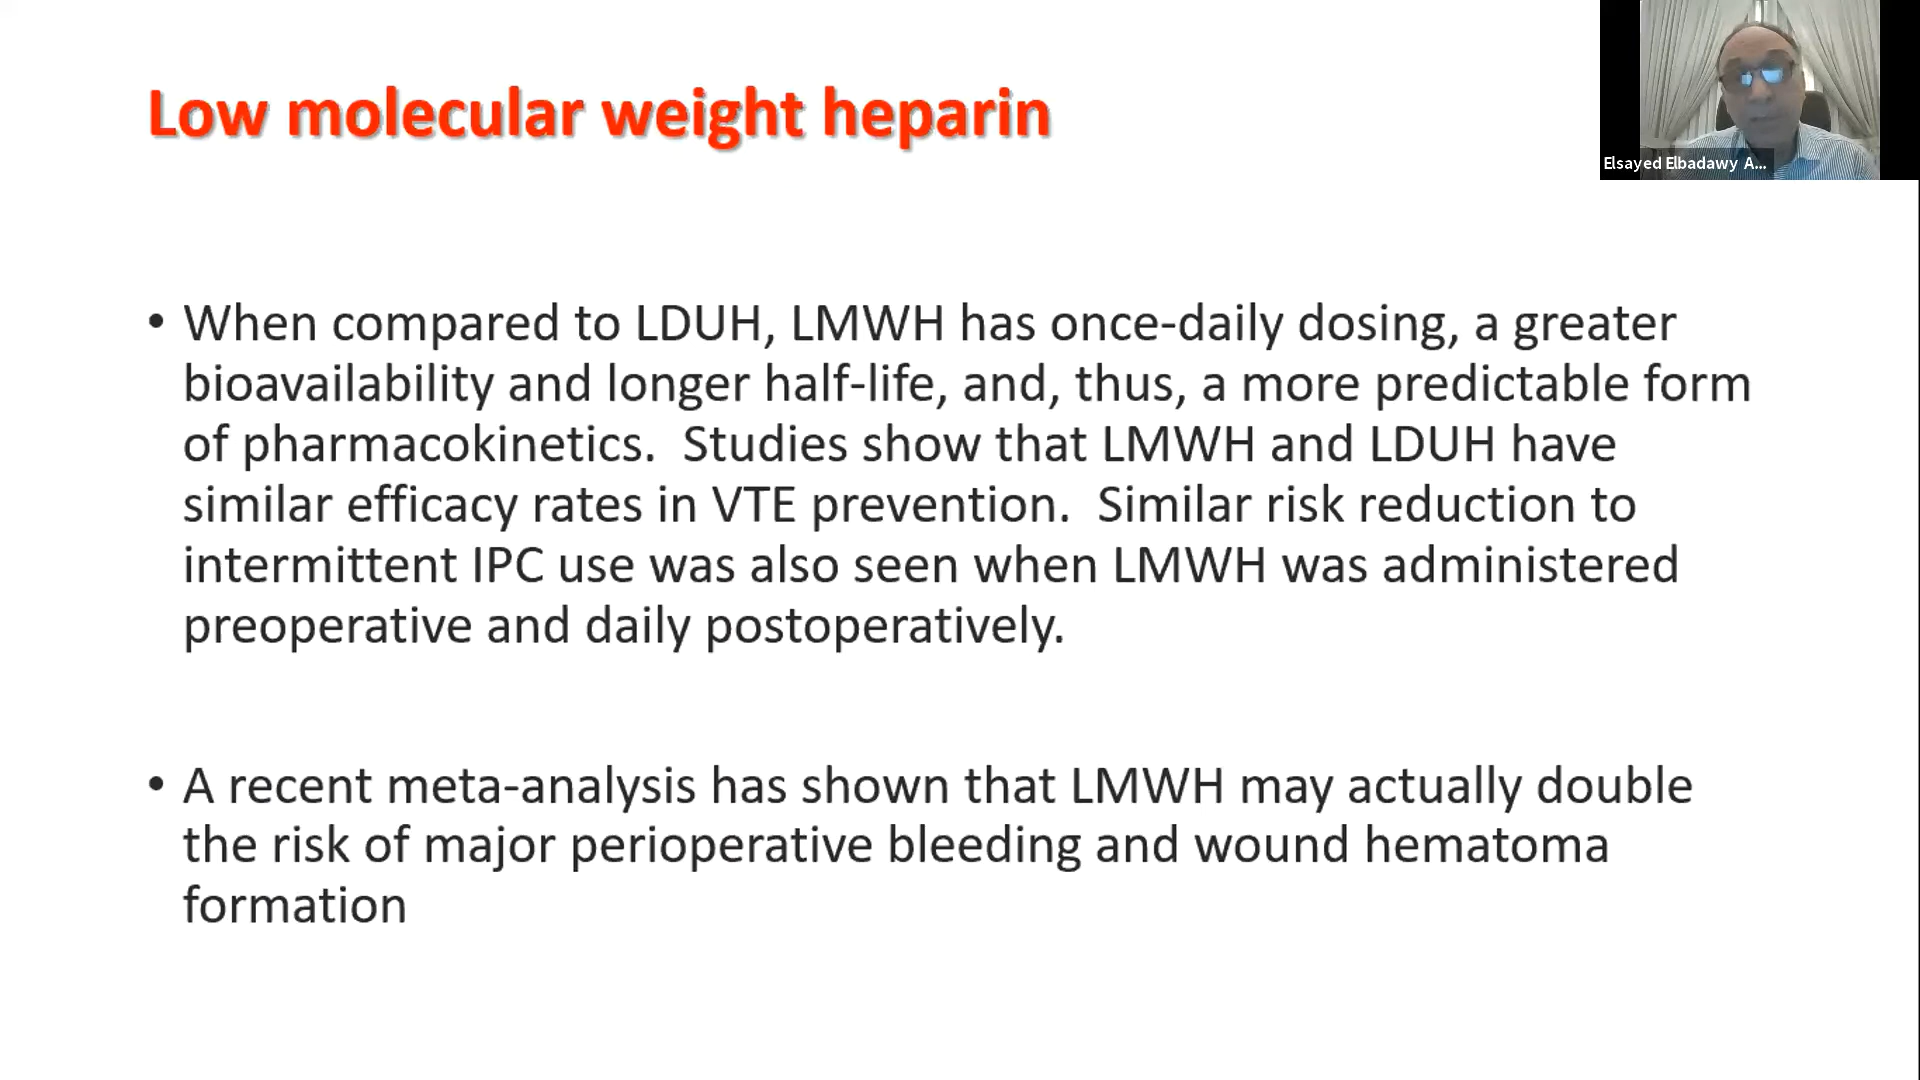 Low molecular weight heparin
Elsayed Elbadawy A...
• When compared to LDUH, LMWH has once-daily dosing, a greater
bioavailability and longer half-life, and, thus, a more predictable form
of pharmacokinetics.  Studies show that LMWH and LDUH have
similar efficacy rates in VTE prevention.  Similar risk reduction to
intermittent IPC use was also seen when LMWH was administered
preoperative and daily postoperatively.
• A recent meta-analysis has shown that LMWH may actually double
the risk of major perioperative bleeding and wound hematoma
formation